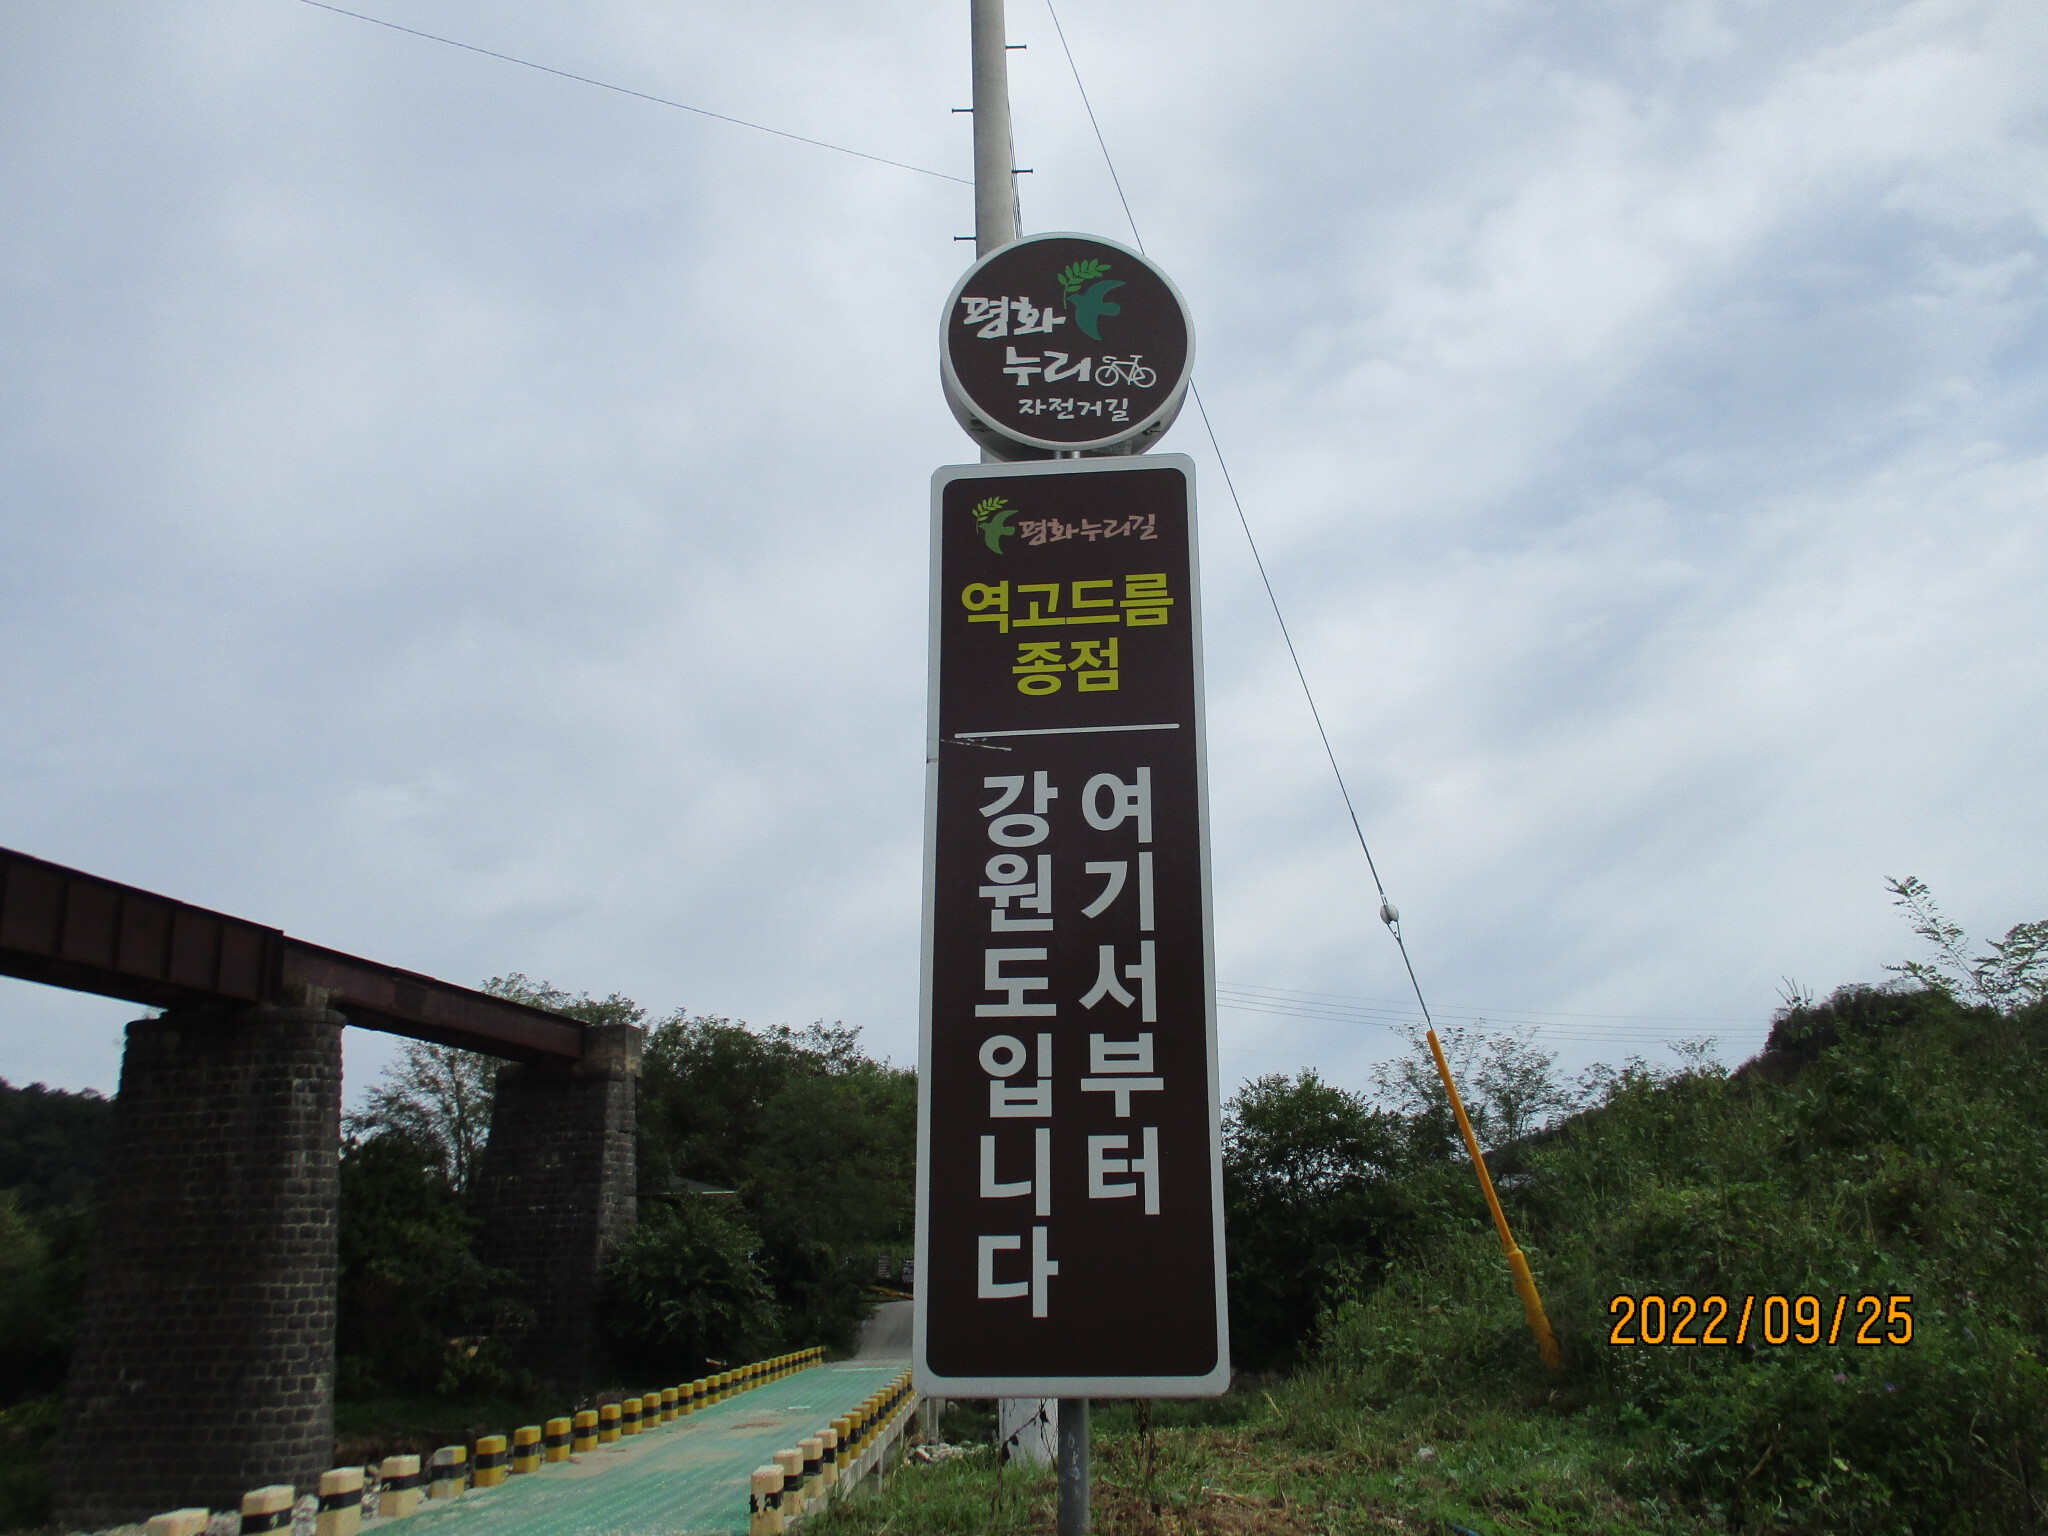 평화
누리
자전거길
평화누리길
역고드름
종점
여기서부터
강원도입니다
2022/09/25